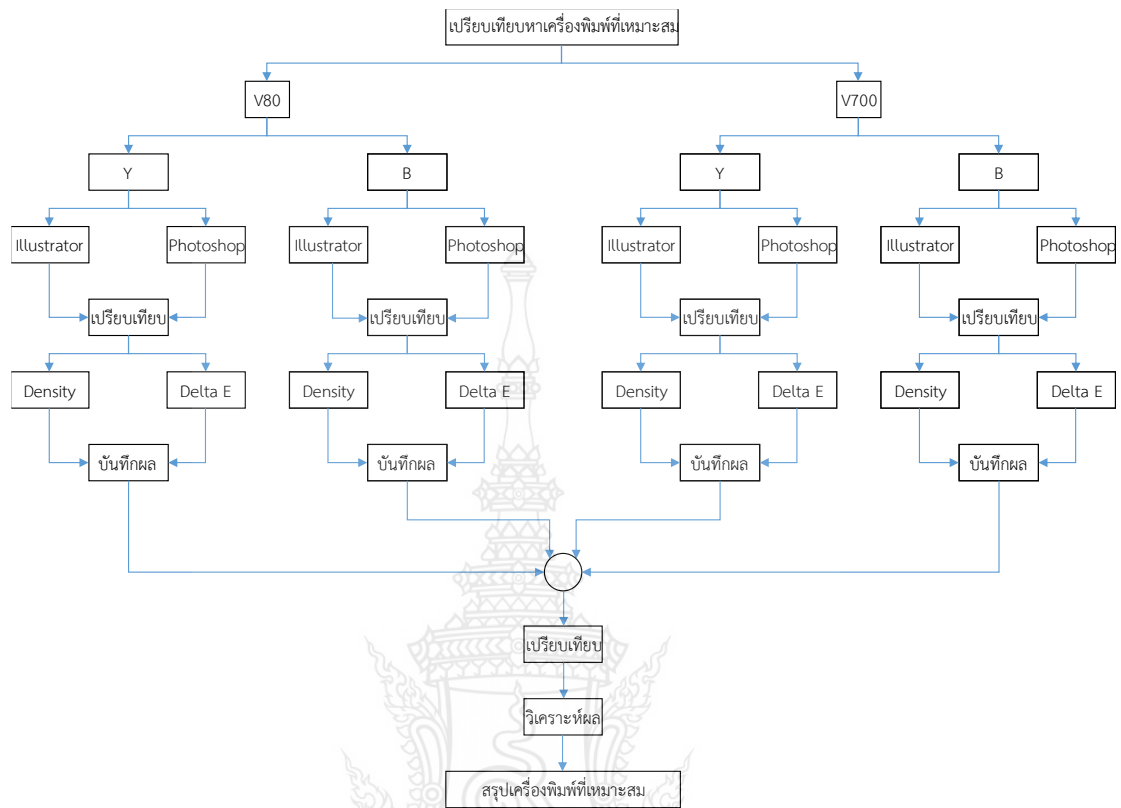 เปรียบเทียบหาเครื่องพิมพ์ที่เหมาะสม
V80 V700
Y B Y B
Illustrator Photoshop Illustrator Photoshop Illustrator Photoshop Illustrator Photoshop
เปรียบเทียบ เปรียบเทียบ เปรียบเทียบ เปรียบเทียบ
Density Delta E Density Delta E Density Delta E Density Delta E
บันทึกผล บันทึกผล บันทึกผล บันทึกผล
เปรียบเทียบ
วิเคราะห์ผล
สรุปเครื่องพิมพ์ที่เหมาะสม